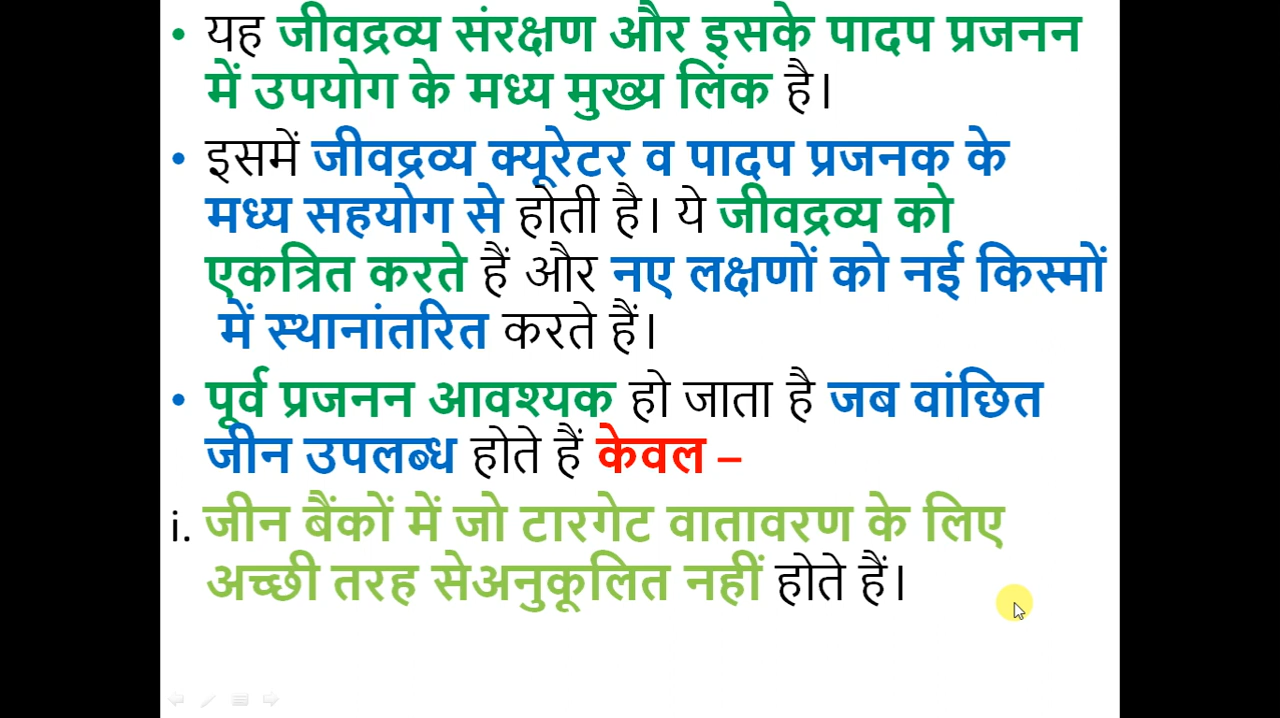 • यह जीवद्रव्य संरक्षण और इसके पादप प्रजनन
में उपयोग के मध्य मुख्य लिंक है।
• इसमें जीवद्रव्य क्यूरेटर व पादप प्रजनक के
मध्य सहयोग से होती है। ये जीवद्रव्य को
एकत्रित करते हैं और नए लक्षणों को नई किस्मों
में स्थानांतरित करते हैं।
• पूर्व प्रजनन आवश्यक हो जाता है जब वांछित
जीन उपलब्ध होते हैं केवल –
i. जीन बैंकों में जो टारगेट वातावरण के लिए
अच्छी तरह सेअनुकूलित नहीं होते हैं।